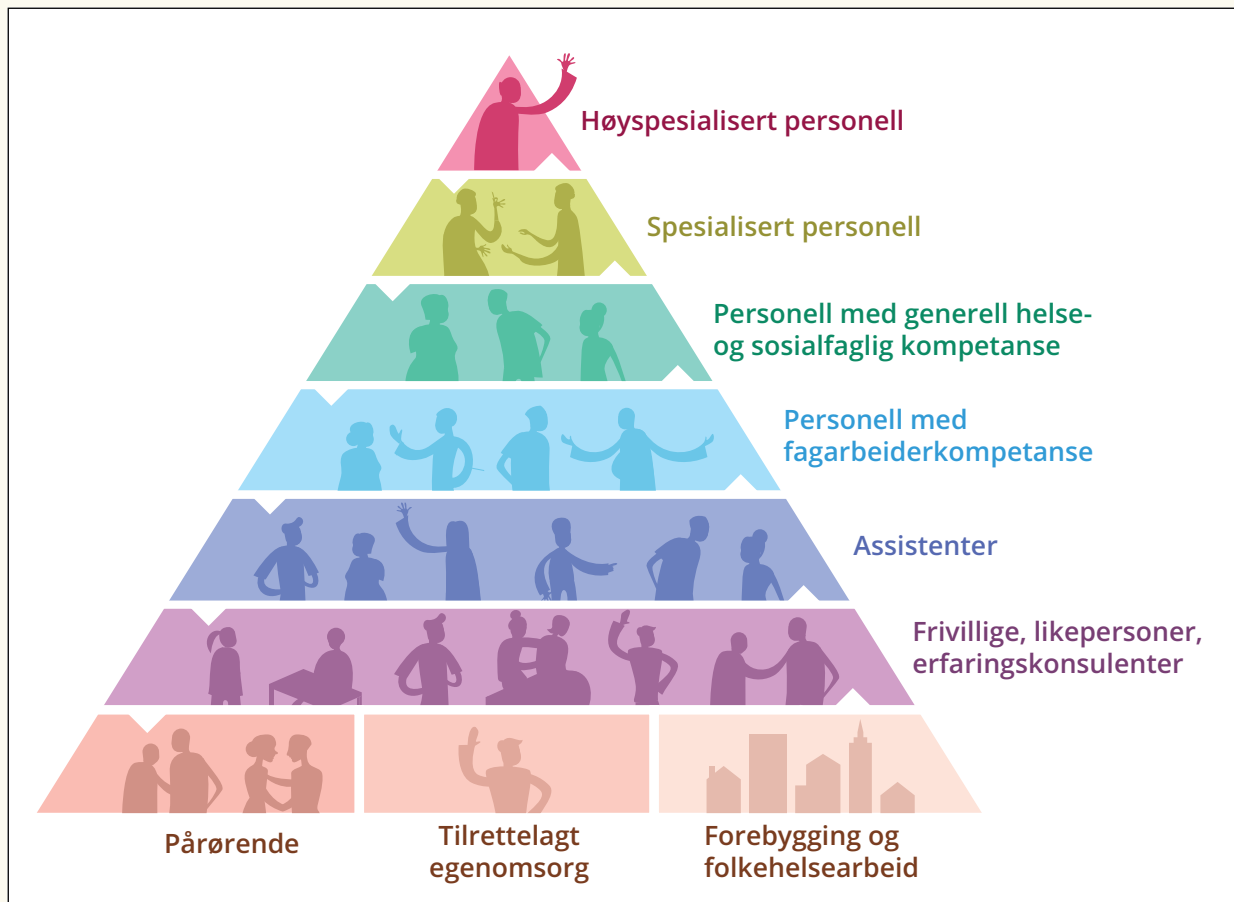 Høyspesialisert personell
Spesialisert personell
Personell med generell helse-
og sosialfaglig kompetanse
Personell med
fagarbeiderkompetanse
Assistenter
Frivillige, likepersoner,
erfaringskonsulenter
Pårørende
Tilrettelagt
egenomsorg
Forebygging og
folkehelsearbeid